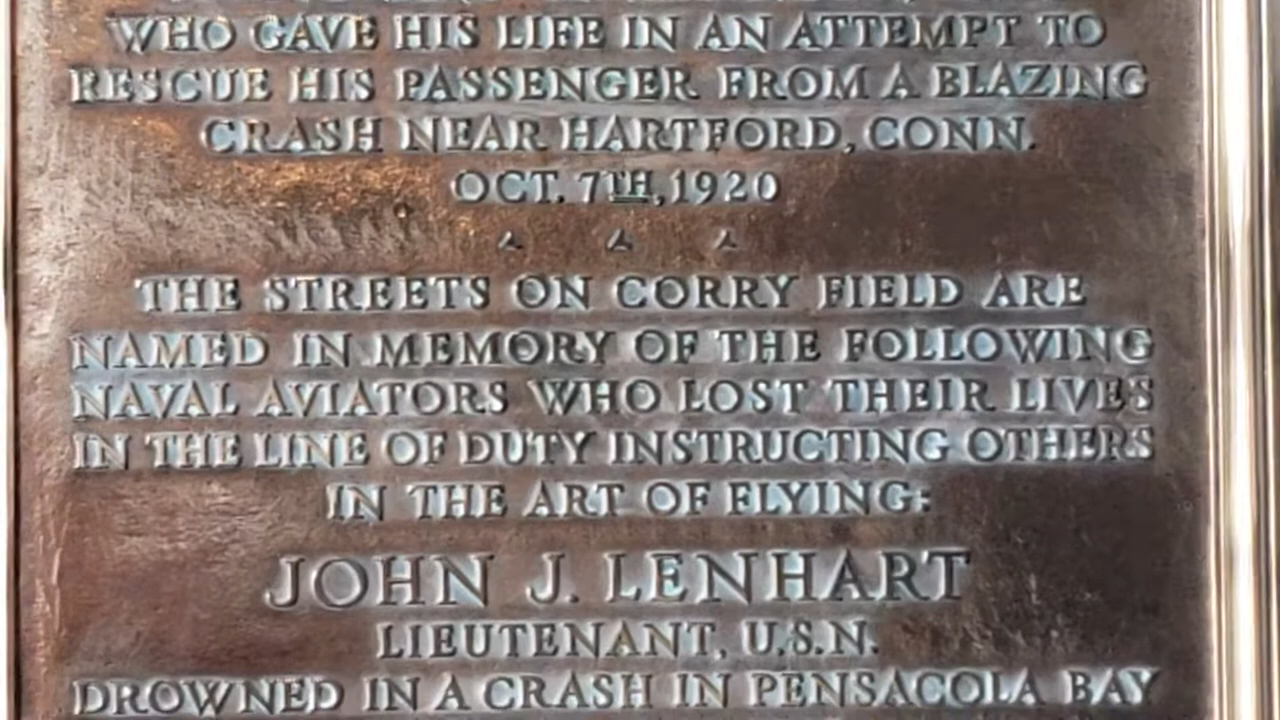 WHO GAVE HIS LIFE IN AN ATTEMPT TO
RESCUE HIS PASSENGER FROM A BLAZING
CRASH NEAR HARTFORD, CONN.
OCT. 7TH, 1920
THE STREETS ON CORRY FIELD ARE
NAMED IN MEMORY OF THE FOLLOWING
NAVAL AVIATORS WHO LOST THEIR LIVES
IN THE LINE OF DUTY INSTRUCTING OTHERS
IN THE ART OF FLYING:
JOHN J. LENHART
LIEUTENANT, U.S.N.
DROWNED IN A CRASH IN PENSACOLA BAY